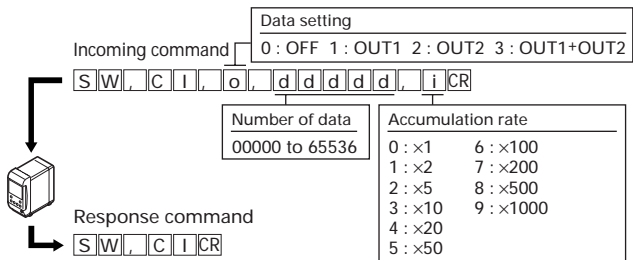 Data setting
0 : OFF 1 : OUT1 2 : OUT2 3 : OUT1+OUT2
Incoming command
S W , C I , o , d d d d d , i CR
Number of data
00000 to 65536
Accumulation rate
0 : ×1 6 : ×100
1 : ×2 7 : ×200
2 : ×5 8 : ×500
3 : ×10 9 : ×1000
4 : ×20
5 : ×50
Response command
S W , C I CR